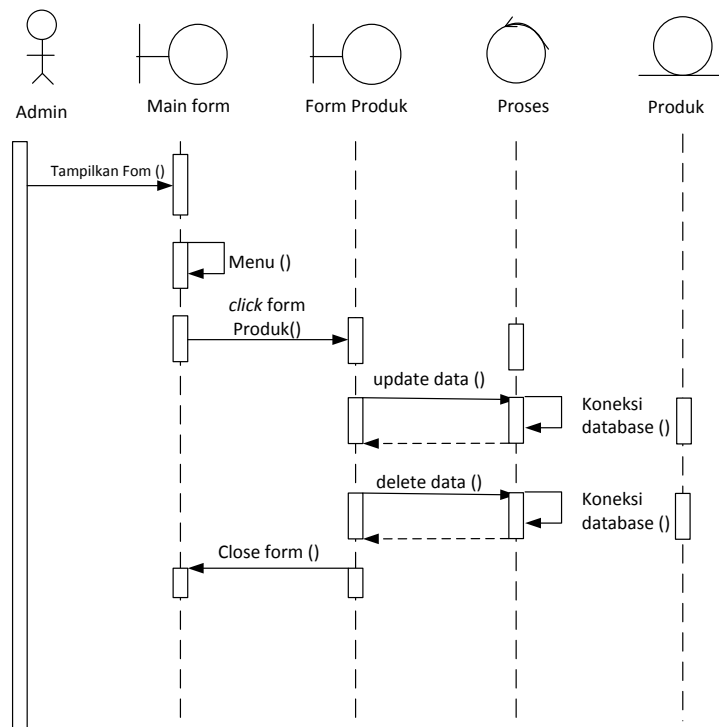 Admin
Main form
Form Produk
Proses
Produk
Tampilkan Fom ()
Menu ()
click form
Produk()
update data ()
Koneksi
database ()
delete data ()
Koneksi
database ()
Close form ()